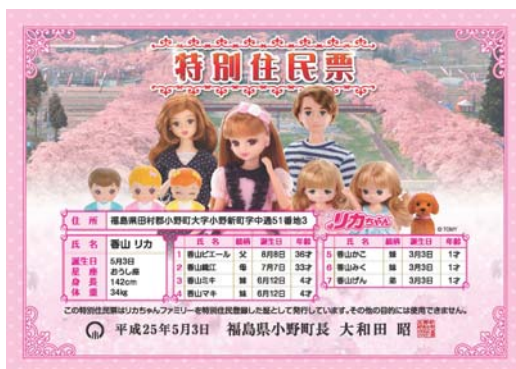 特別住民票
住所 福島県田村郡小野町大字小野新町字中通51番地3
リカちゃん
© TOMY
氏名 香山 リカ
誕生日 5月3日
星座 おうし座
身長 142cm
体重 34kg
氏名 続柄 誕生日 年齢
1 香山ピエール 父 8月8日 36才
2 香山織江 母 7月7日 33才
3 香山ミキ 妹 6月12日 4才
4 香山マキ 妹 6月12日 4才
氏名 続柄 誕生日 年齢
5 香山かこ 妹 3月3日 1才
6 香山みく 妹 3月3日 1才
7 香山げん 弟 3月3日 1才
この特別住民票はリカちゃんファミリーを特別住民登録した証として発行しています。その他の目的には使用できません。
平成25年5月3日 福島県小野町長 大和田 昭